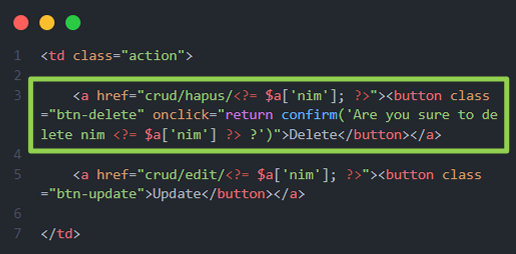 1 <td class="action">
2
3 <a href="crud/hapus/<?= $a['nim']; ?>"><button class
="btn-delete" onclick="return confirm('Are you sure to de
lete nim <?= $a['nim'] ?> ?')">Delete</button></a>
4
5 <a href="crud/edit/<?= $a['nim']; ?>"><button class
="btn-update">Update</button></a>
6
7 </td>